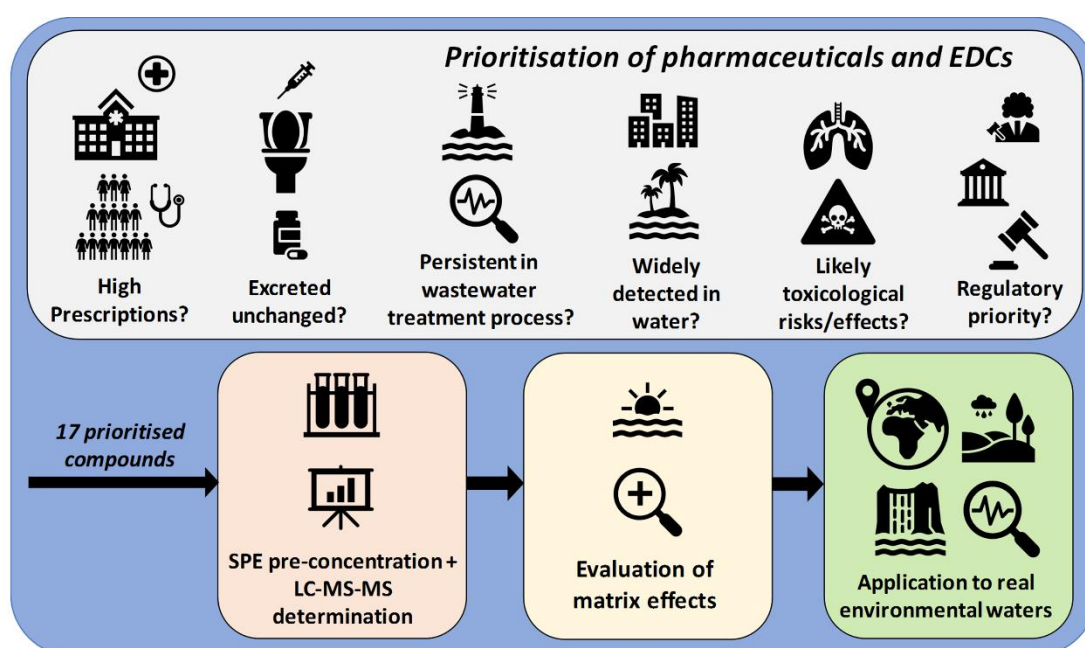 Prioritisation of pharmaceuticals and EDCs
High
Prescriptions?
Excreted
unchanged?
Persistent in
wastewater
treatment process?
Widely
detected in
water?
Likely
toxicological
risks/effects?
Regulatory
priority?
17 prioritised
compounds
SPE pre-concentration +
LC-MS-MS
determination
Evaluation of
matrix effects
Application to real
environmental waters